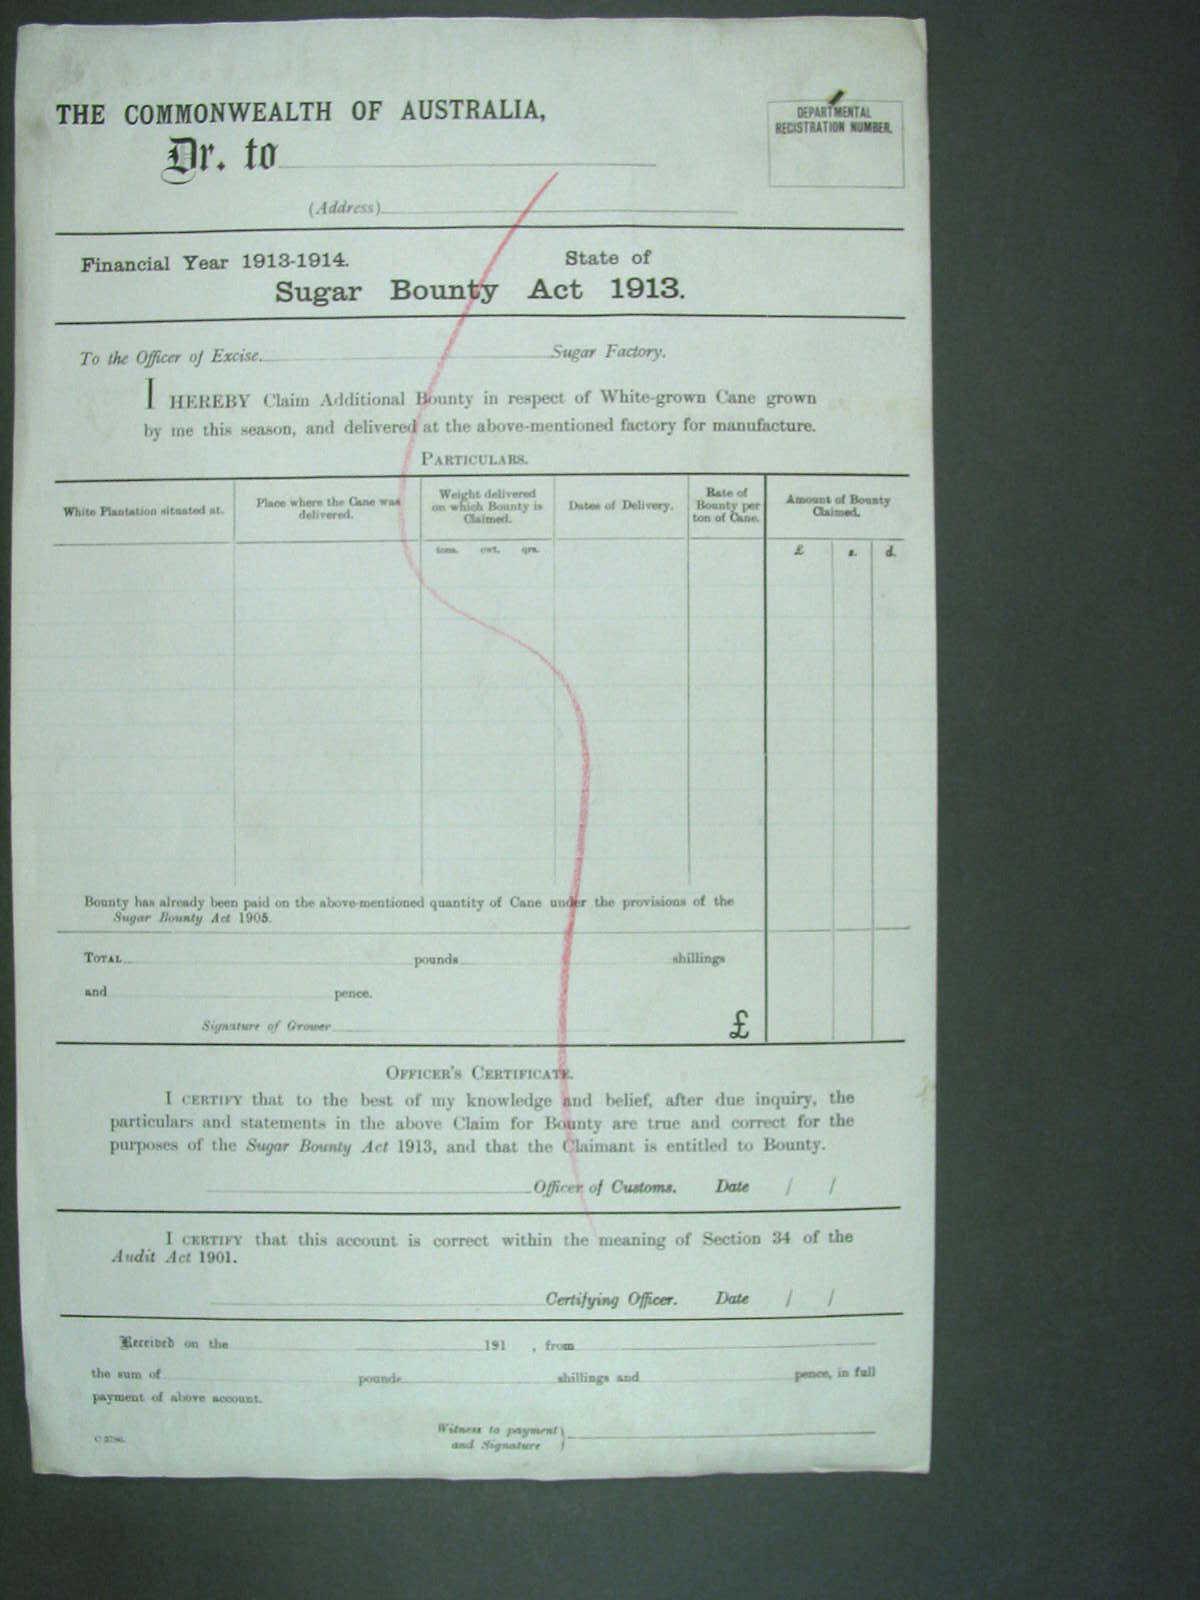 THE COMMONWEALTH OF AUSTRALIA,
DEPARTMENTAL
REGISTRATION NUMBER.
Dr. to
(Address)
Financial Year 1913-1914. State of
Sugar Bounty Act 1913.
To the Officer of Excise. Sugar Factory.
I HEREBY Claim Additional Bounty in respect of White-grown Cane grown
by me this season, and delivered at the above-mentioned factory for manufacture.
PARTICULARS.
White Plantation situated at.
Place where the Cane was
delivered.
Weight delivered
on which Bounty is
Claimed.
Dates of Delivery.
Rate of
Bounty per
ton of Cane.
Amount of Bounty
Claimed.
tons. cwt. qrs.
£ s. d.
Bounty has already been paid on the above-mentioned quantity of Cane under the provisions of the
Sugar Bounty Act 1905.
TOTAL pounds shillings
and pence.
Signature of Grower £
OFFICER'S CERTIFICATE.
I CERTIFY that to the best of my knowledge and belief, after due inquiry, the
particulars and statements in the above Claim for Bounty are true and correct for the
purposes of the Sugar Bounty Act 1913, and that the Claimant is entitled to Bounty.
Officer of Customs. Date / /
I CERTIFY that this account is correct within the meaning of Section 34 of the
Audit Act 1901.
Certifying Officer. Date / /
Received on the 191 , from
the sum of pounds shillings and pence, in full
payment of above account.
Witness to payment
and Signature